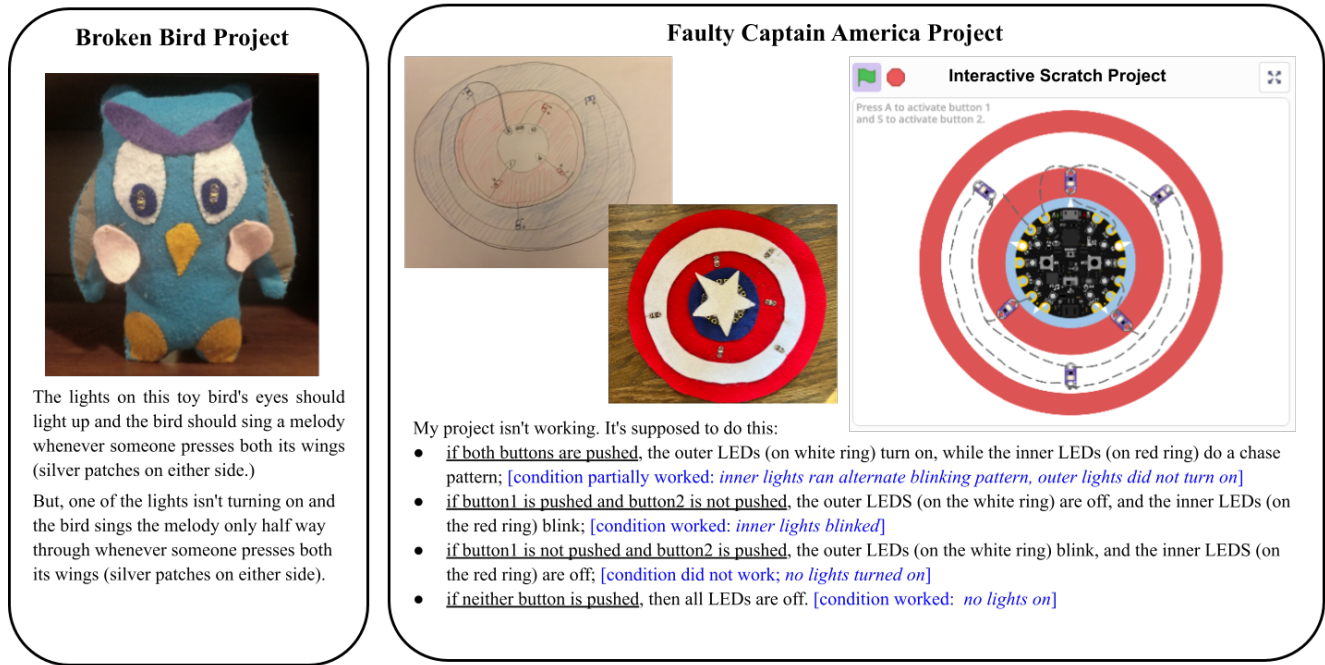 Broken Bird Project
The lights on this toy bird's eyes should
light up and the bird should sing a melody
whenever someone presses both its wings
(silver patches on either side.)
But, one of the lights isn't turning on and
the bird sings the melody only half way
through whenever someone presses both
its wings (silver patches on either side).
Faulty Captain America Project
Interactive Scratch Project
Press A to activate button 1
and S to activate button 2.
My project isn't working. It's supposed to do this:
● if both buttons are pushed, the outer LEDs (on white ring) turn on, while the inner LEDs (on red ring) do a chase
pattern; [condition partially worked: inner lights ran alternate blinking pattern, outer lights did not turn on]
● if button1 is pushed and button2 is not pushed, the outer LEDS (on the white ring) are off, and the inner LEDs (on
the red ring) blink; [condition worked: inner lights blinked]
● if button1 is not pushed and button2 is pushed, the outer LEDs (on the white ring) blink, and the inner LEDS (on
the red ring) are off; [condition did not work; no lights turned on]
● if neither button is pushed, then all LEDs are off. [condition worked: no lights on]